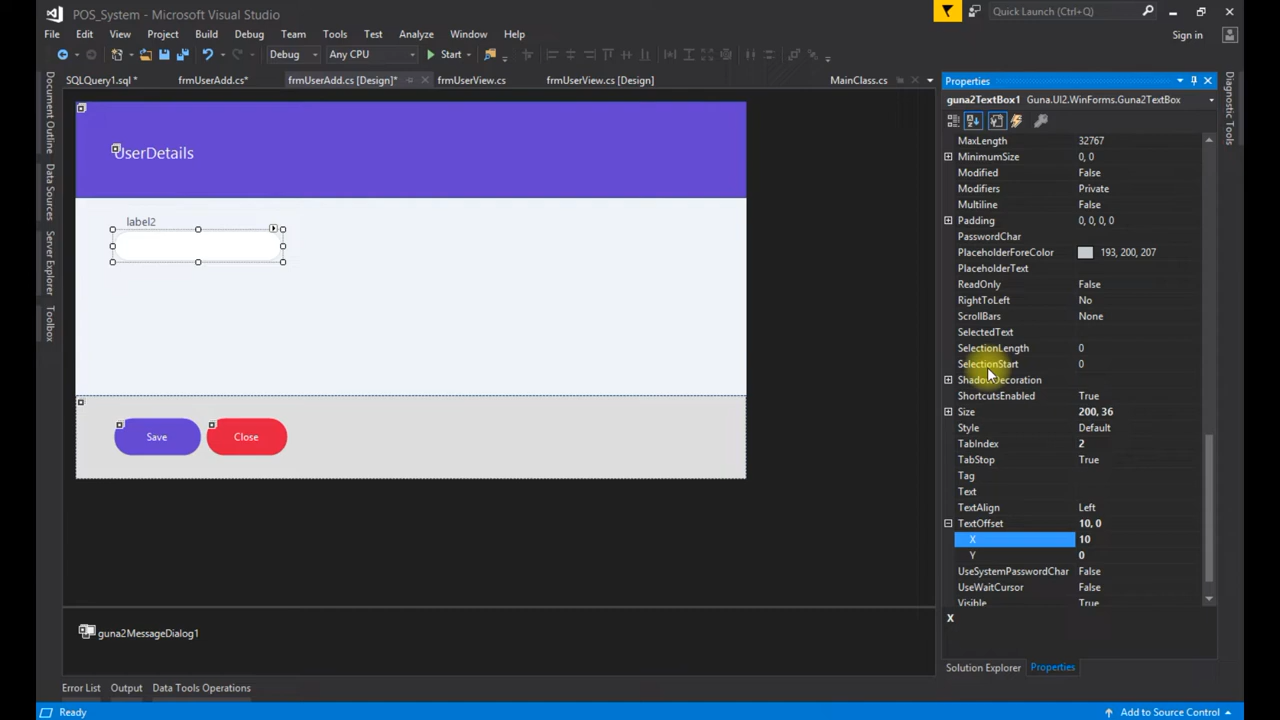 POS_System - Microsoft Visual Studio
Quick Launch (Ctrl+Q)
File Edit View Project Build Debug Team Tools Test Analyze Window Help
Sign in
Debug Any CPU Start
SQLQuery1.sql * frmUserAdd.cs* frmUserAdd.cs [Design]* frmUserView.cs frmUserView.cs [Design] MainClass.cs
Document Outline
Data Sources
Server Explorer
Toolbox
UserDetails
label2
Save Close
guna2MessageDialog1
Properties
guna2TextBox1 Guna.UI2.WinForms.Guna2TextBox
MaxLength 32767
MinimumSize 0, 0
Modified False
Modifiers Private
Multiline False
Padding 0, 0, 0, 0
PasswordChar
PlaceholderForeColor 193, 200, 207
PlaceholderText
ReadOnly False
RightToLeft No
ScrollBars None
SelectedText
SelectionLength 0
SelectionStart 0
ShadowDecoration
ShortcutsEnabled True
Size 200, 36
Style Default
TabIndex 2
TabStop True
Tag
Text
TextAlign Left
TextOffset 10, 0
X 10
Y 0
UseSystemPasswordChar False
UseWaitCursor False
Visible True
X
Solution Explorer Properties
Diagnostic Tools
Error List Output Data Tools Operations
Ready
Add to Source Control